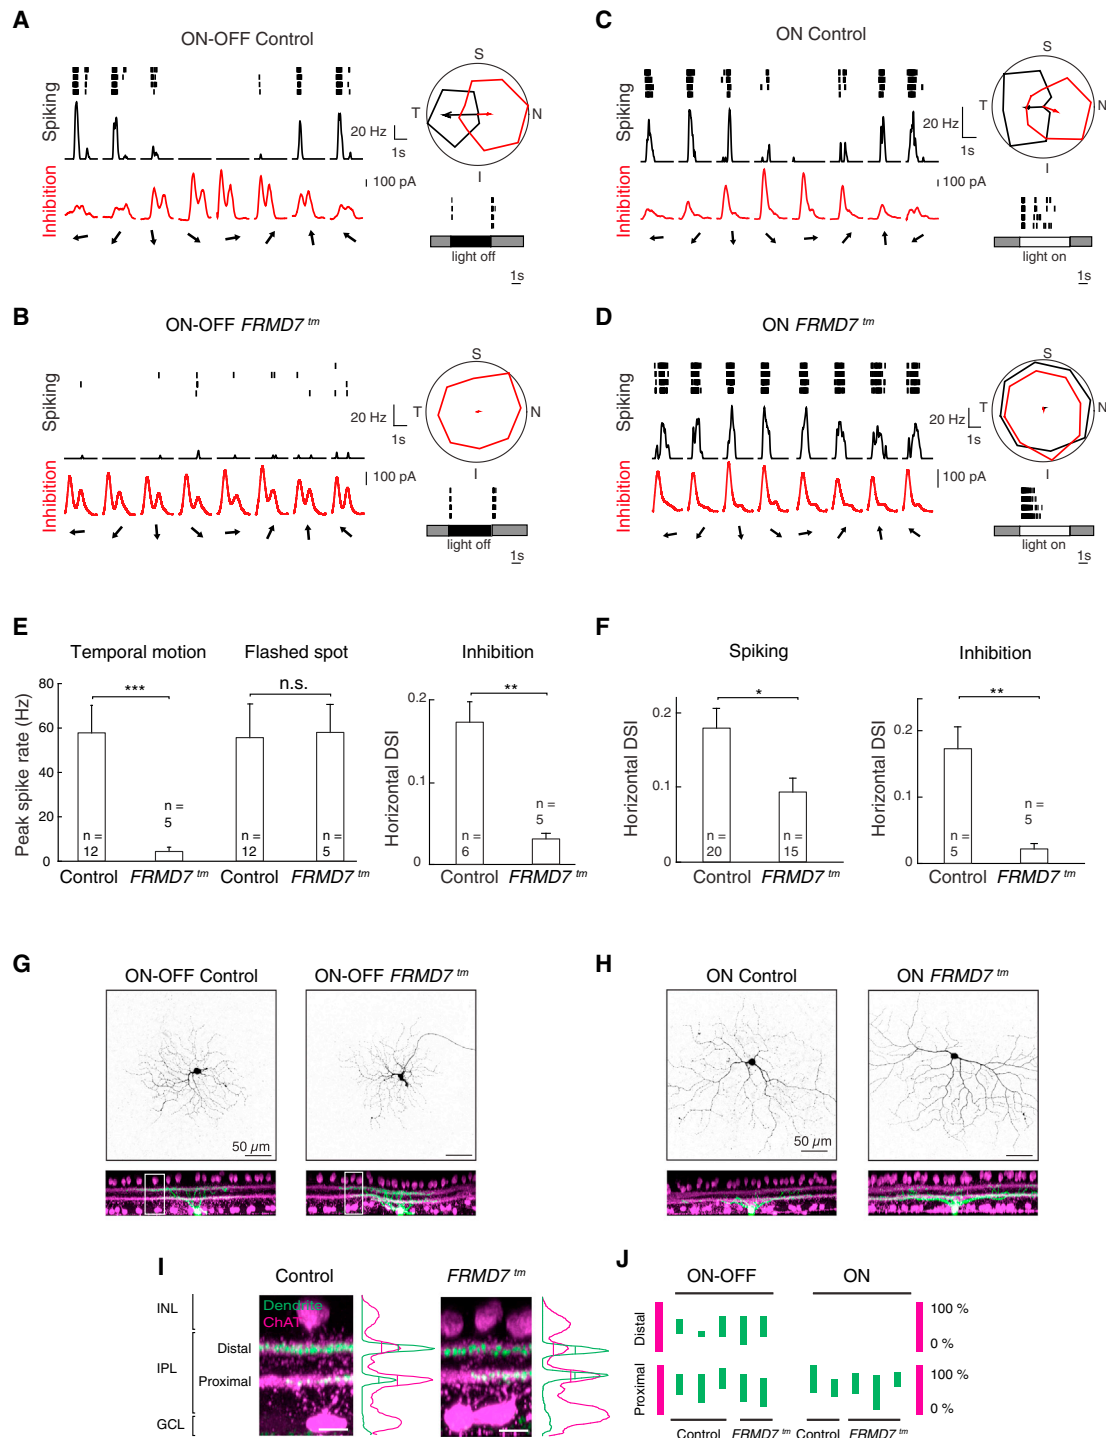 A
ON-OFF Control
Spiking
20 Hz
1s
Inhibition
100 pA
S
T
N
I
light off
1s
C
ON Control
Spiking
20 Hz
1s
Inhibition
100 pA
S
T
N
I
light on
1s
B
ON-OFF FRMD7 tm
Spiking
20 Hz
1s
Inhibition
100 pA
S
T
N
I
light off
1s
D
ON FRMD7 tm
Spiking
20 Hz
1s
Inhibition
100 pA
S
T
N
I
light on
1s
E
Temporal motion
Flashed spot
Inhibition
Peak spike rate (Hz)
80
60
40
20
0
***
n.s.
n =
12
n =
5
n =
12
n =
5
Control FRMD7 tm Control FRMD7 tm
Horizontal DSI
0.2
0.1
0
**
n =
6
n =
5
Control FRMD7 tm
F
Spiking
Inhibition
Horizontal DSI
0.2
0.1
0
*
n =
20
n =
15
Control FRMD7 tm
Horizontal DSI
0.2
0.1
0
**
n =
5
n =
5
Control FRMD7 tm
G
ON-OFF Control
ON-OFF FRMD7 tm
50 µm
H
ON Control
ON FRMD7 tm
50 µm
I
Control
FRMD7 tm
INL
IPL
GCL
Dendrite
ChAT
Distal
Proximal
J
ON-OFF
ON
Distal
Proximal
100 %
0 %
100 %
0 %
Control FRMD7 tm Control FRMD7 tm